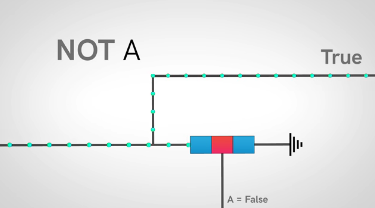 NOT A
True
A = False